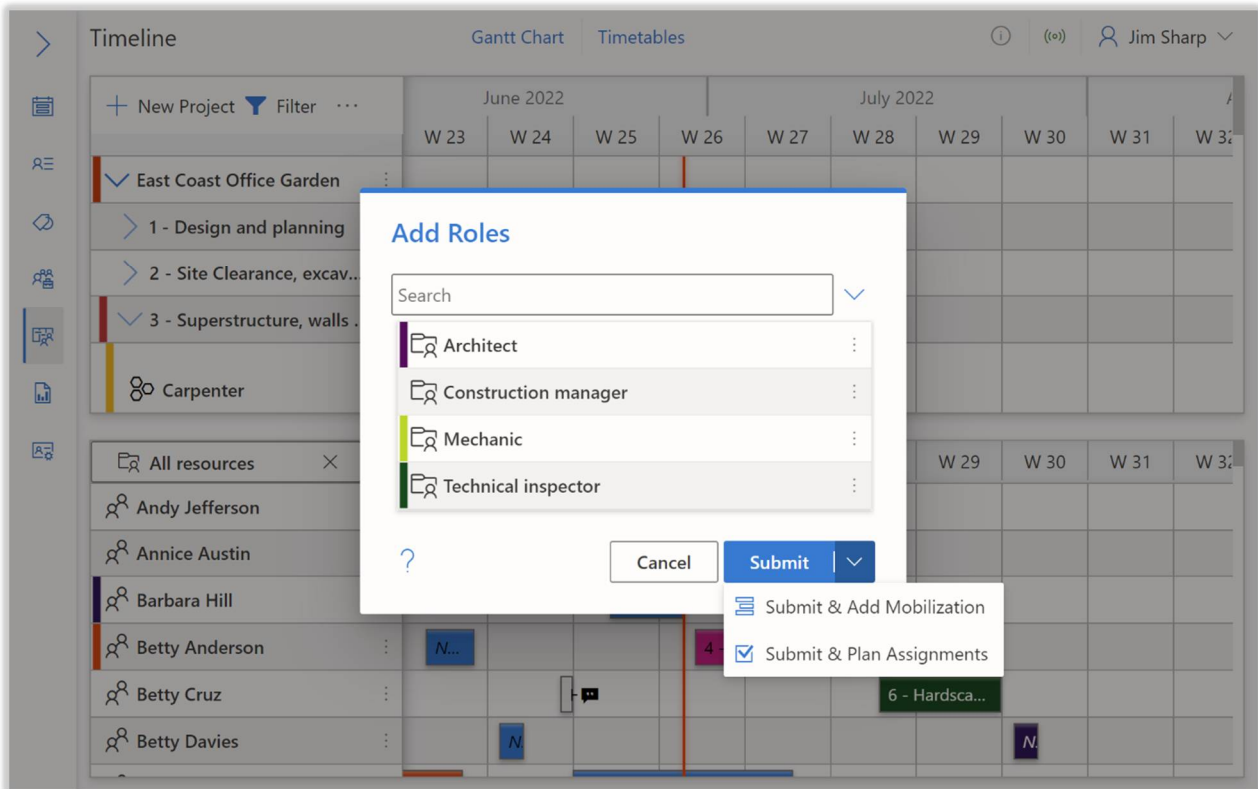 Timeline
Gantt Chart
Timetables
Jim Sharp
New Project
Filter
June 2022
July 2022
W 23
W 24
W 25
W 26
W 27
W 28
W 29
W 30
W 31
W 32
East Coast Office Garden
1 - Design and planning
2 - Site Clearance, excav...
3 - Superstructure, walls .
Carpenter
Add Roles
Search
Architect
Construction manager
Mechanic
Technical inspector
?
Cancel
Submit
Submit & Add Mobilization
Submit & Plan Assignments
All resources
W 29
W 30
W 31
W 32
Andy Jefferson
Annice Austin
Barbara Hill
Betty Anderson
N...
4 -
Betty Cruz
6 - Hardsca...
Betty Davies
N.
N.